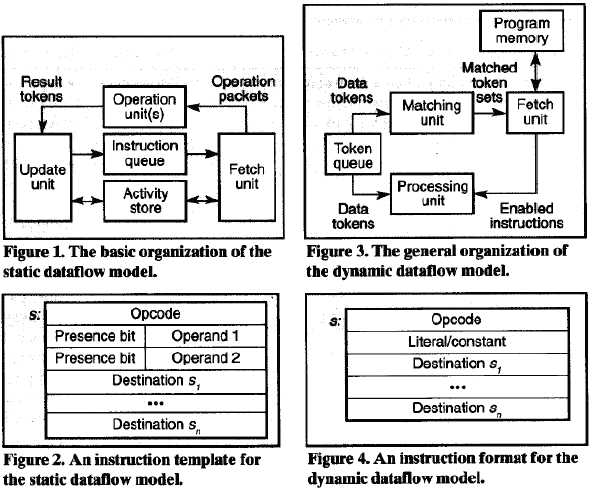 Result
tokens
Operation
packets
Operation
unit(s)
Instruction
queue
Update
unit
Fetch
unit
Activity
store
Figure 1. The basic organization of the
static dataflow model.
Program
memory
Data
tokens
Matched
token
sets
Matching
unit
Fetch
unit
Token
queue
Processing
unit
Data
tokens
Enabled
instructions
Figure 3. The general organization of
the dynamic dataflow model.
s:
Opcode
Presence bit Operand 1
Presence bit Operand 2
Destination s1
•••
Destination sn
Figure 2. An instruction template for
the static dataflow model.
s:
Opcode
Literal/constant
Destination s1
•••
Destination sn
Figure 4. An instruction format for the
dynamic dataflow model.